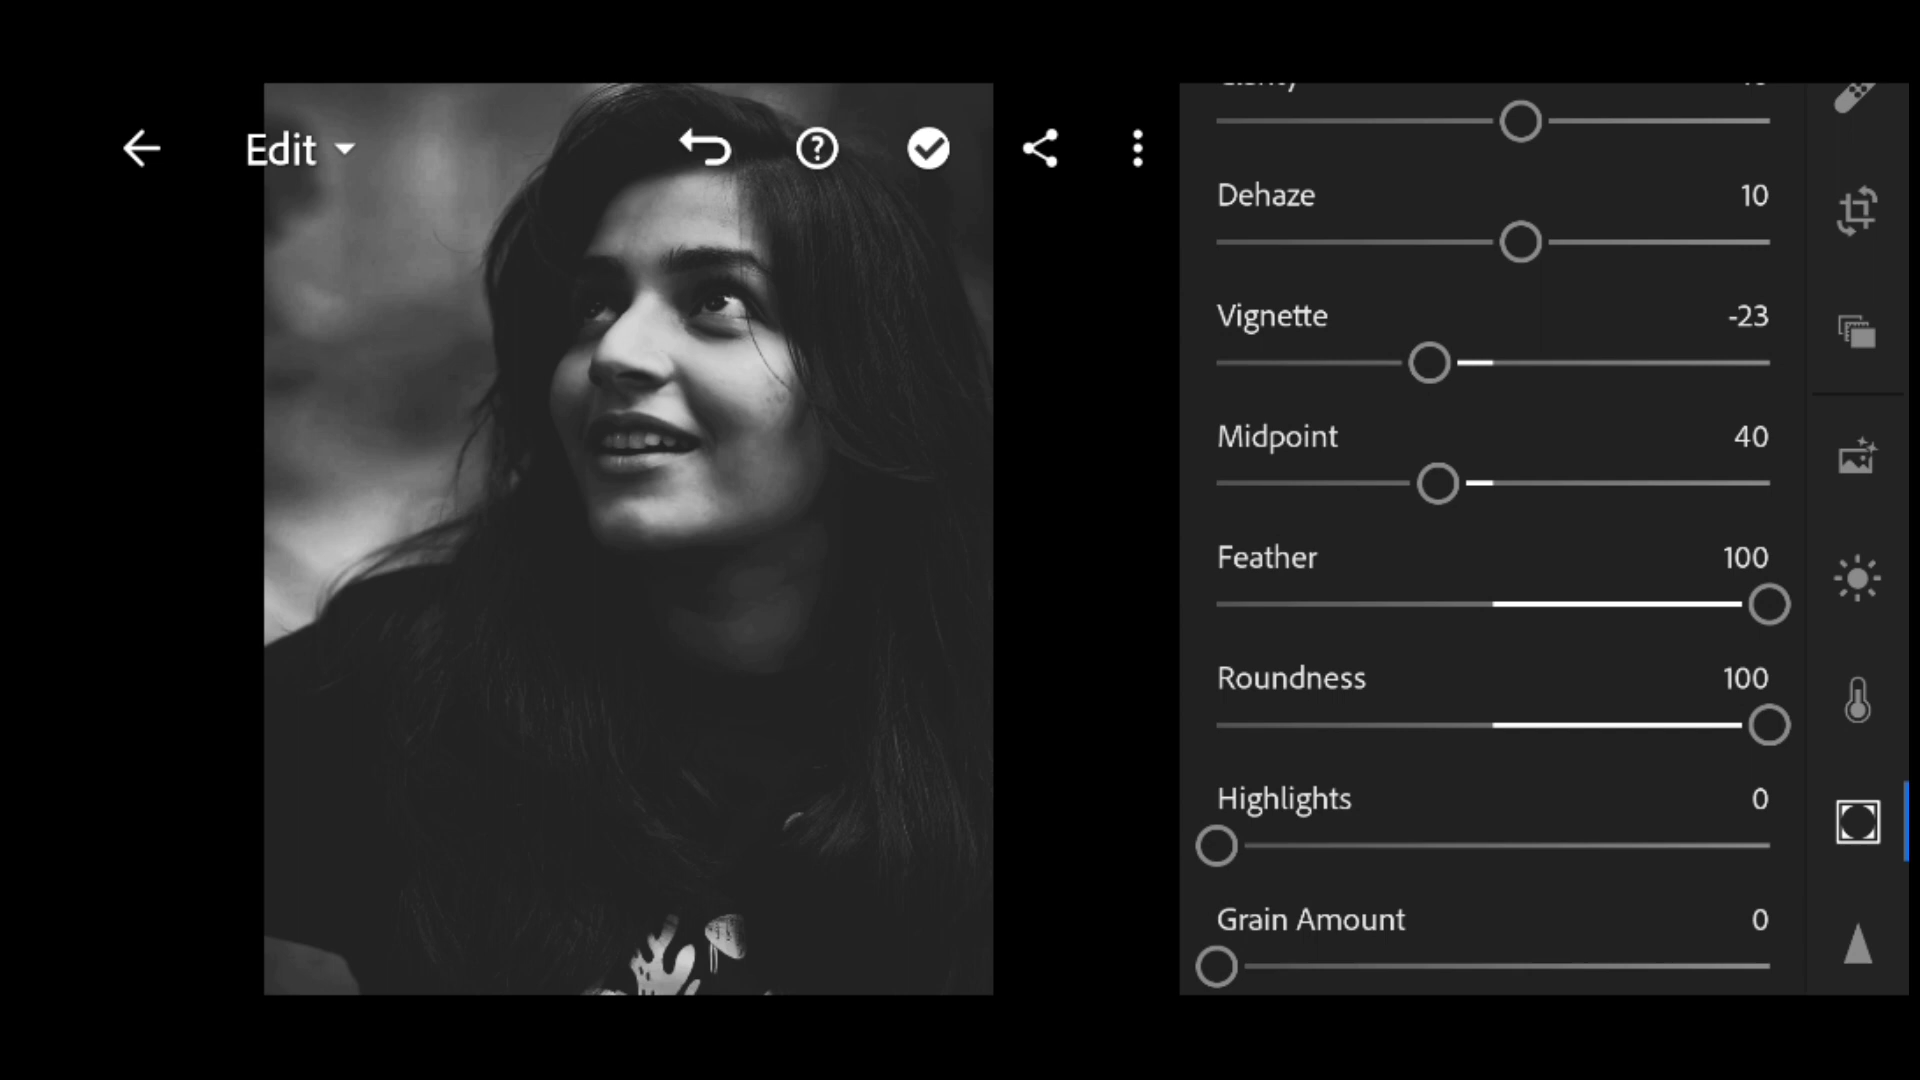 Edit
Dehaze 10
Vignette -23
Midpoint 40
Feather 100
Roundness 100
Highlights 0
Grain Amount 0